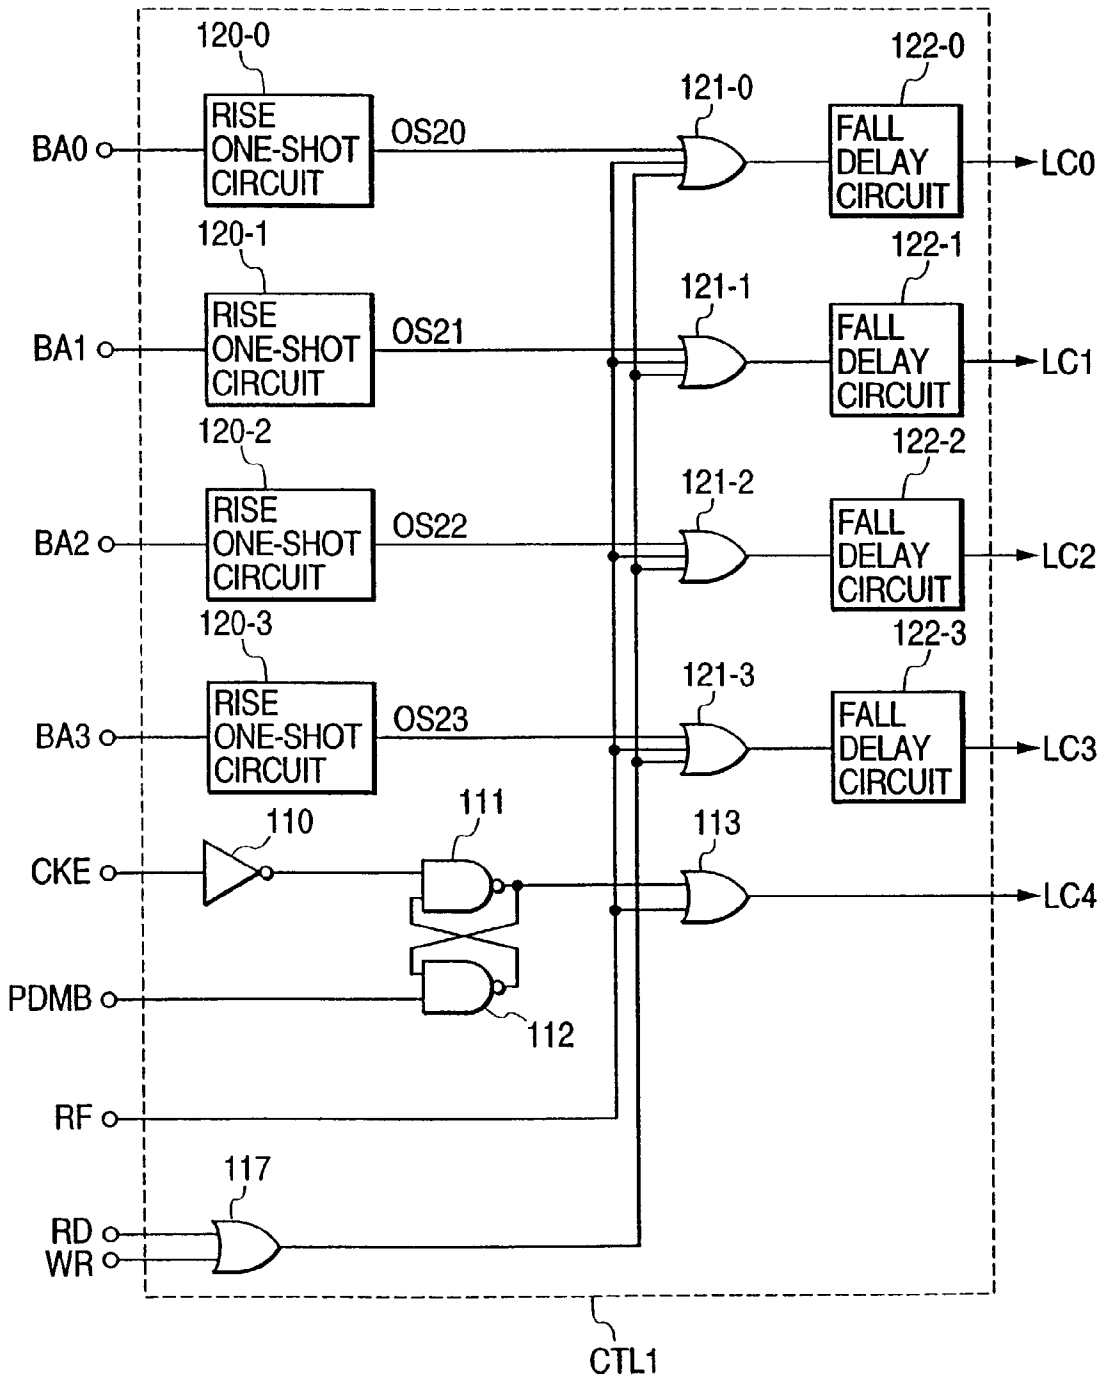 120-0
122-0
121-0
RISE
ONE-SHOT
CIRCUIT
OS20
FALL
DELAY
CIRCUIT
BA0
LC0
120-1
122-1
121-1
RISE
ONE-SHOT
CIRCUIT
OS21
FALL
DELAY
CIRCUIT
BA1
LC1
120-2
122-2
121-2
RISE
ONE-SHOT
CIRCUIT
OS22
FALL
DELAY
CIRCUIT
BA2
LC2
120-3
122-3
121-3
RISE
ONE-SHOT
CIRCUIT
OS23
FALL
DELAY
CIRCUIT
BA3
LC3
110
111
113
CKE
LC4
PDMB
112
RF
117
RD
WR
CTL1